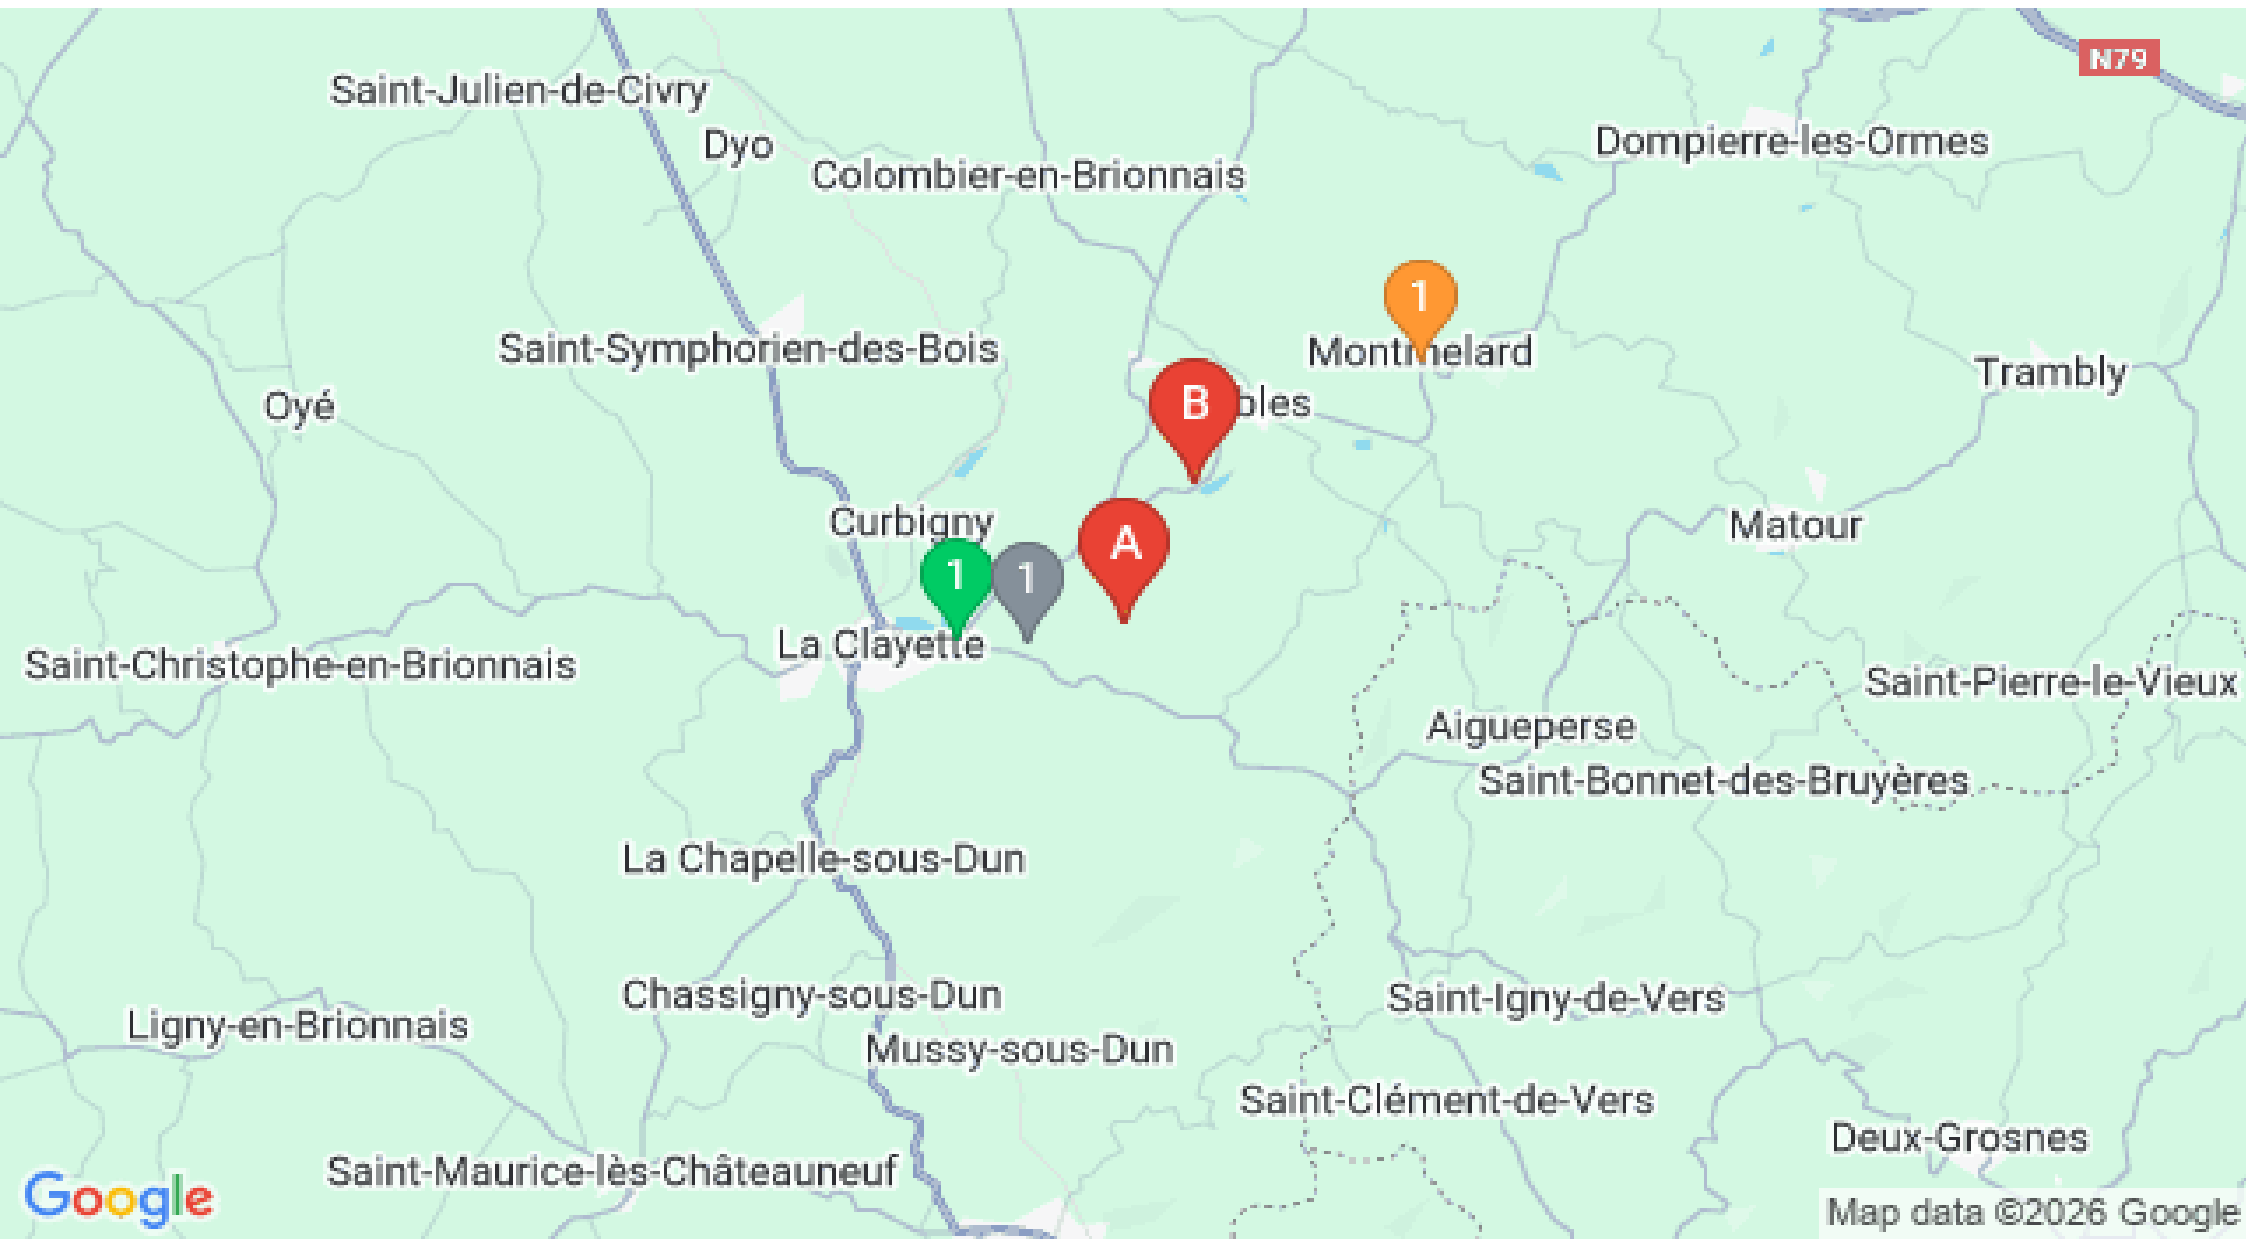 N79
Saint-Julien-de-Civry
Dyo
Dompierre-les-Ormes
Colombier-en-Brionnais
1
Saint-Symphorien-des-Bois
Montmelard
Trambly
Oyé
B
Curbigny
Matour
A
1
1
La Clayette
Saint-Christophe-en-Brionnais
Saint-Pierre-le-Vieux
Aigueperse
Saint-Bonnet-des-Bruyères
La Chapelle-sous-Dun
Chassigny-sous-Dun
Saint-Igny-de-Vers
Ligny-en-Brionnais
Mussy-sous-Dun
Saint-Clément-de-Vers
Deux-Grosnes
Saint-Maurice-lès-Châteauneuf
Google
Map data ©2026 Google